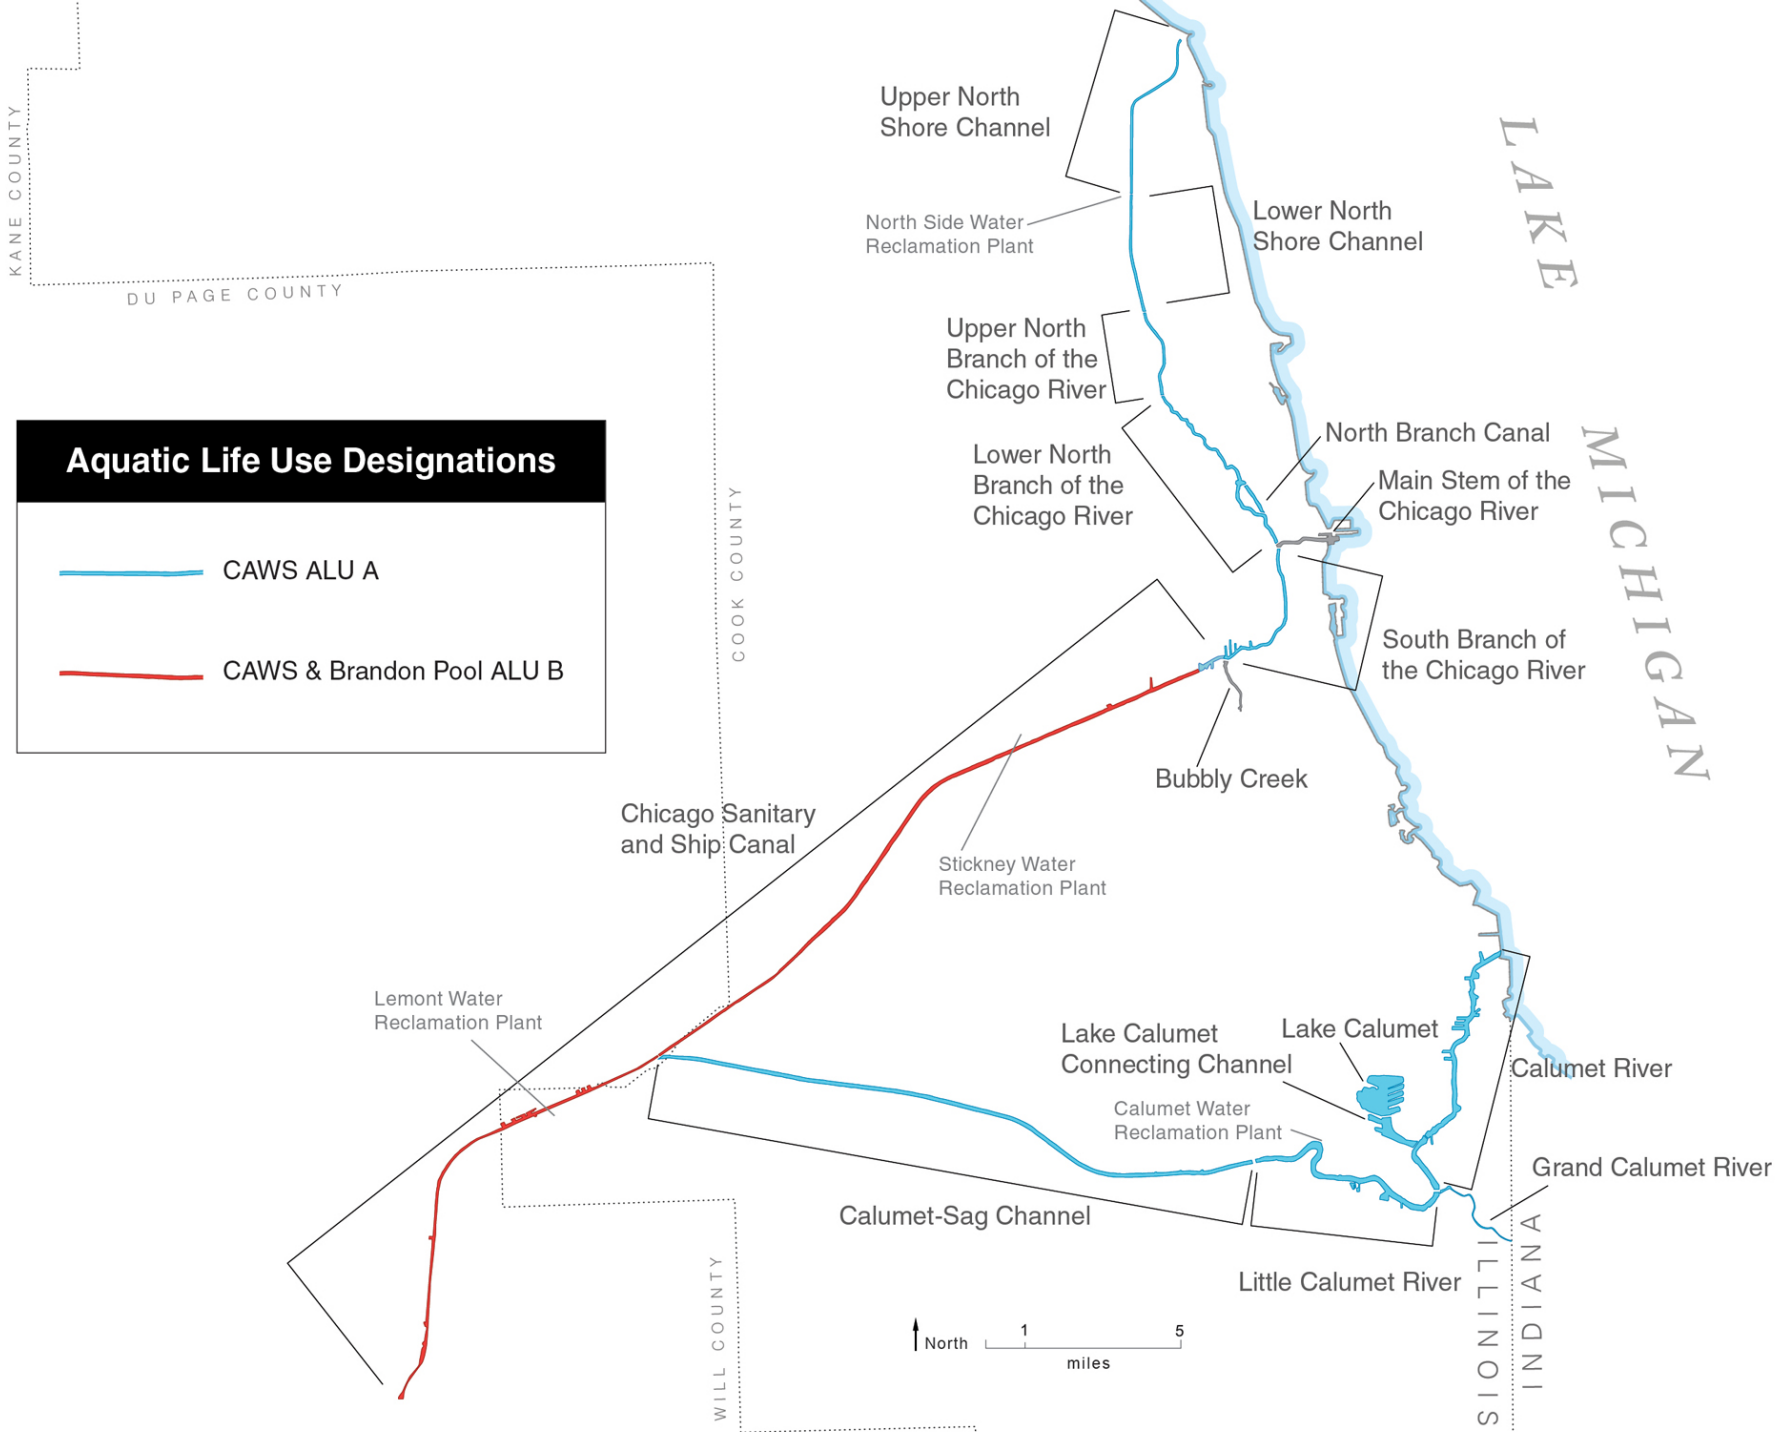 Upper North
Shore Channel
North Side Water
Reclamation Plant
Lower North
Shore Channel
Upper North
Branch of the
Chicago River
Lower North
Branch of the
Chicago River
North Branch Canal
Main Stem of the
Chicago River
South Branch of
the Chicago River
Bubbly Creek
LAKE
MICHIGAN
KANE COUNTY
DU PAGE COUNTY
COOK COUNTY
Aquatic Life Use Designations
CAWS ALU A
CAWS & Brandon Pool ALU B
Chicago Sanitary
and Ship Canal
Stickney Water
Reclamation Plant
Lemont Water
Reclamation Plant
Lake Calumet
Connecting Channel
Lake Calumet
Calumet River
Calumet Water
Reclamation Plant
Grand Calumet River
Calumet-Sag Channel
Little Calumet River
WILL COUNTY
ILLINOIS
INDIANA
North
1
5
miles